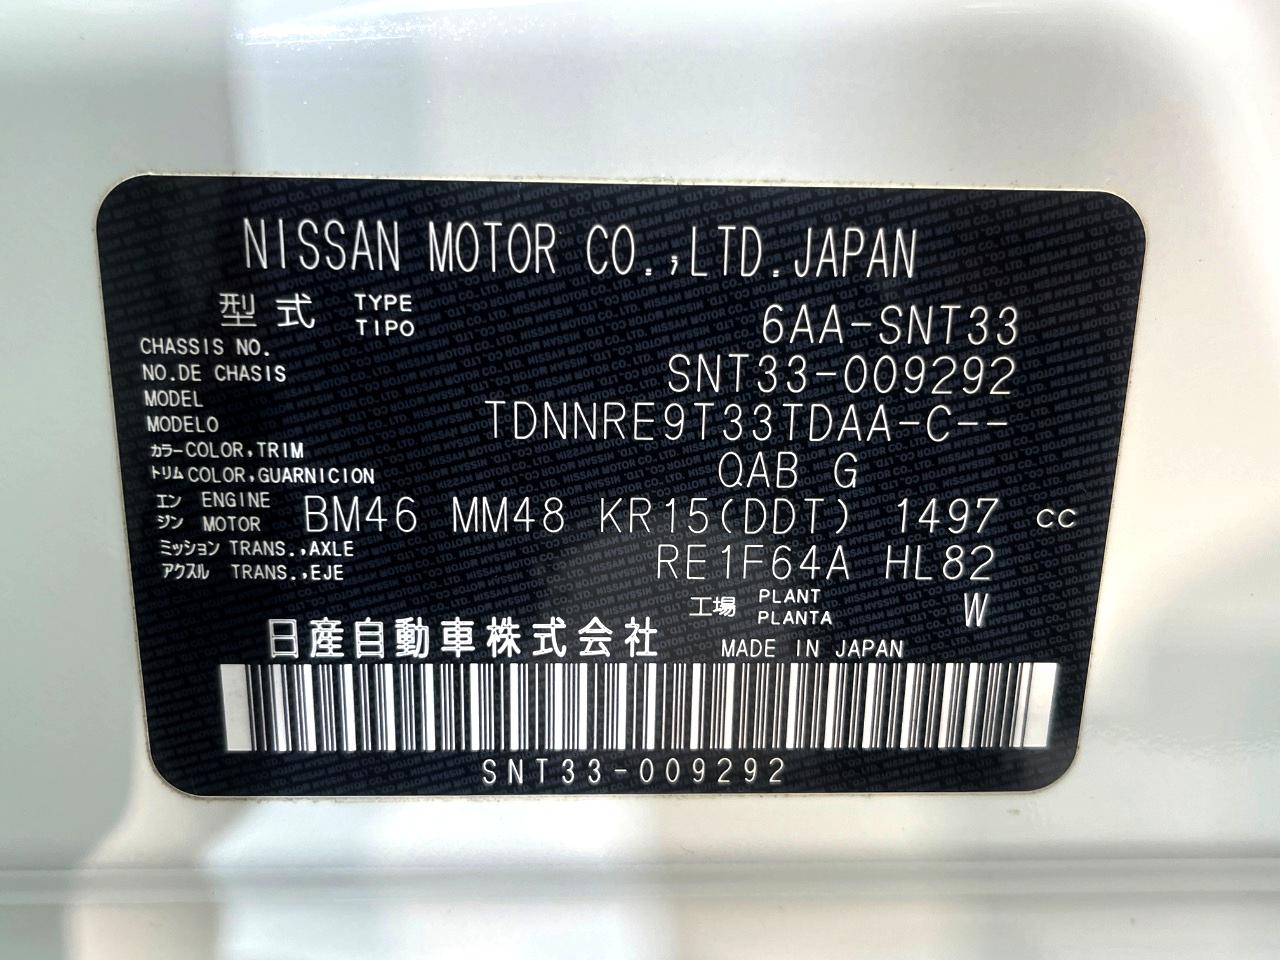 NISSAN MOTOR CO.,LTD.JAPAN
型式 TYPE TIPO 6AA-SNT33
CHASSIS NO.
NO.DE CHASIS SNT33-009292
MODEL
MODELO TDNNRE9T33TDAA-C--
カラー COLOR,TRIM
トリム COLOR,GUARNICION QAB G
エン ENGINE
ジン MOTOR BM46 MM48 KR15(DDT) 1497 cc
ミッション TRANS.,AXLE
アクスル TRANS.,EJE RE1F64A HL82
工場 PLANT PLANTA W
日産自動車株式会社 MADE IN JAPAN
SNT33-009292